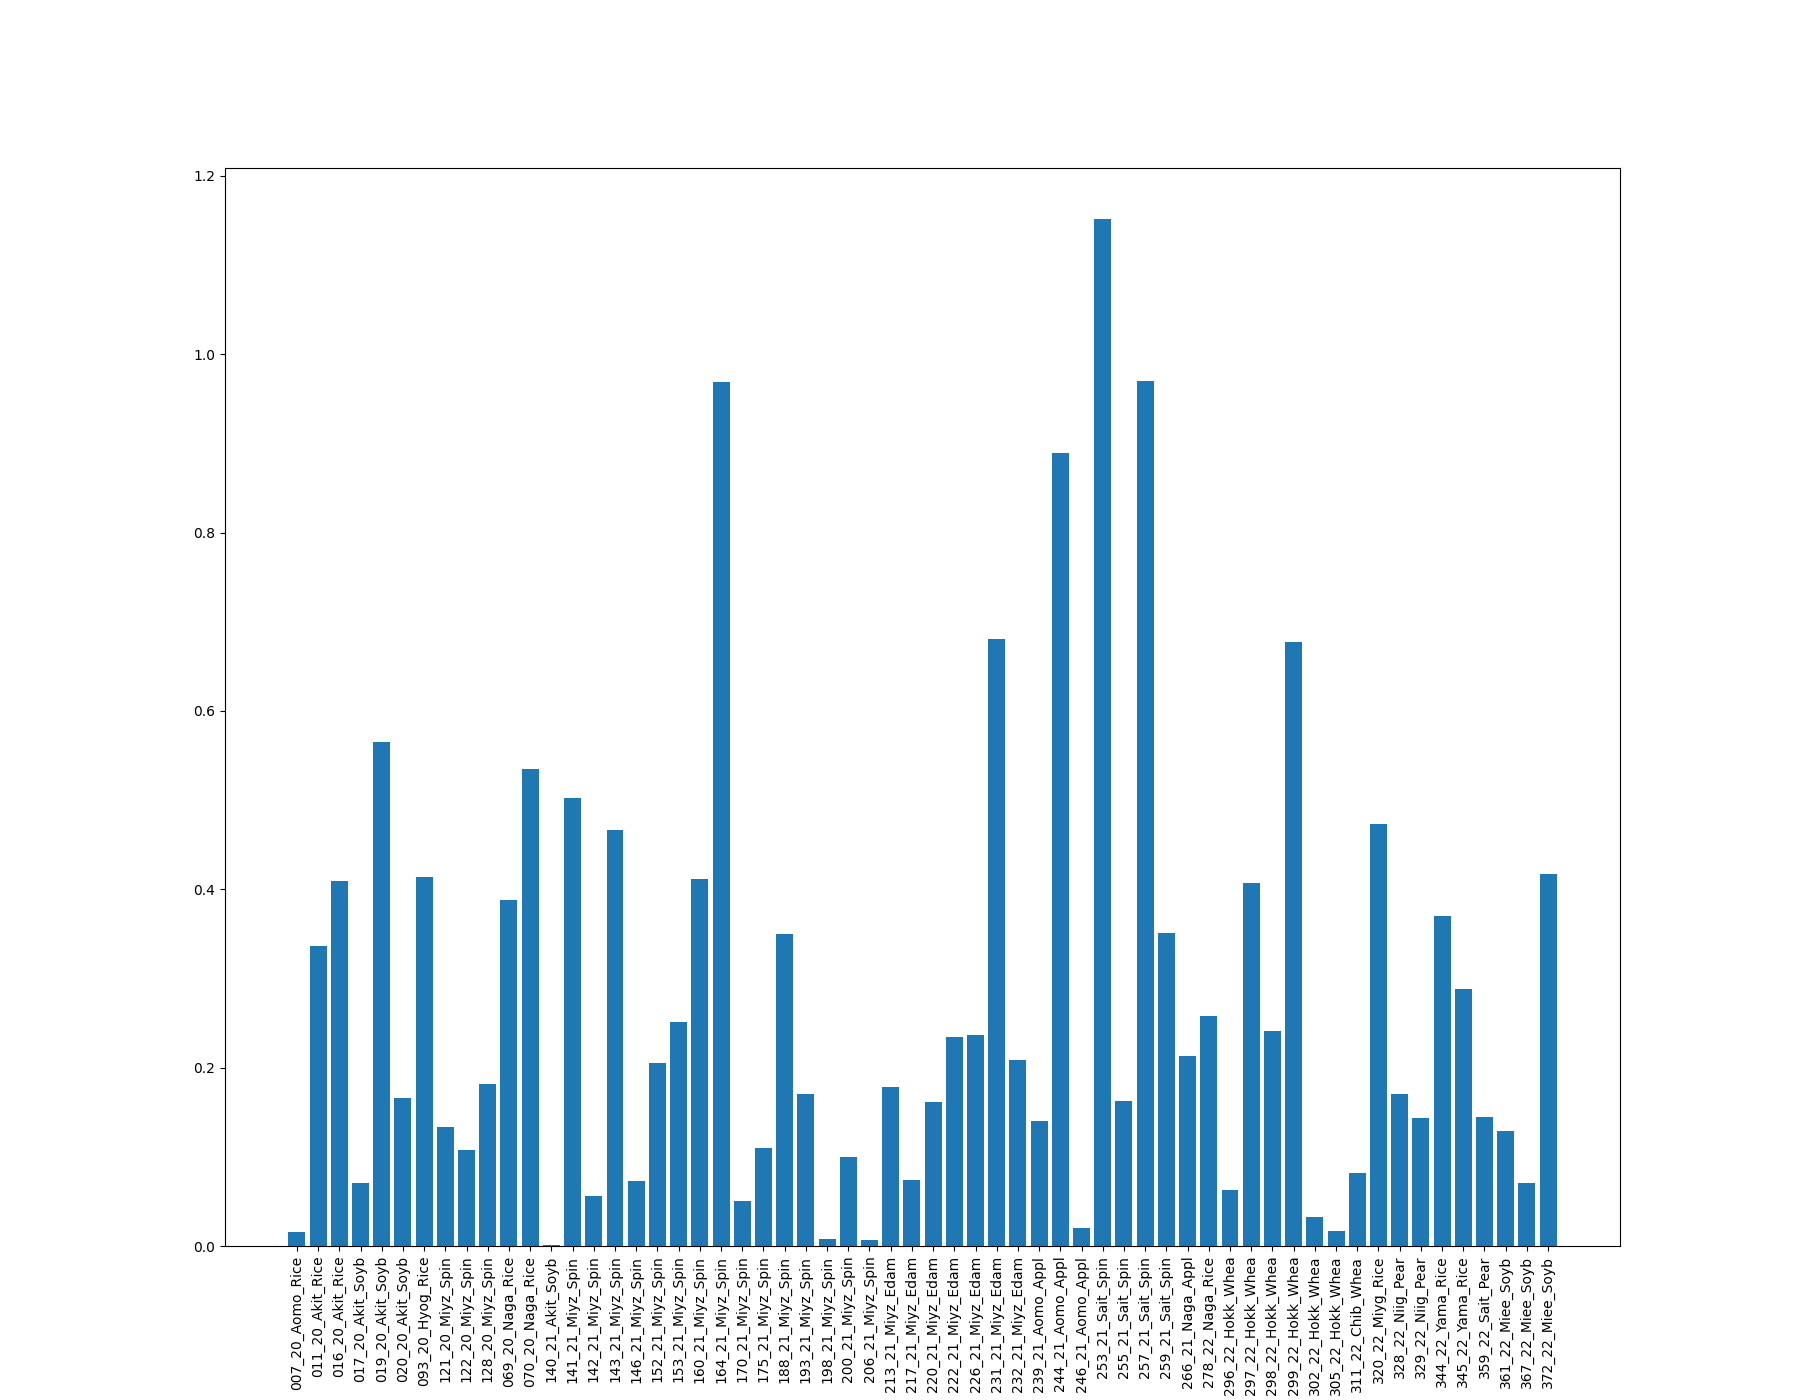 1.2
1.0
0.8
0.6
0.4
0.2
0.0
007_20_Aomo_Rice
011_20_Akit_Rice
016_20_Akit_Rice
017_20_Akit_Soyb
019_20_Akit_Soyb
020_20_Akit_Soyb
093_20_Hyog_Rice
121_20_Miyz_Spin
122_20_Miyz_Spin
128_20_Miyz_Spin
069_20_Naga_Rice
070_20_Naga_Rice
140_21_Akit_Soyb
141_21_Miyz_Spin
142_21_Miyz_Spin
143_21_Miyz_Spin
146_21_Miyz_Spin
152_21_Miyz_Spin
153_21_Miyz_Spin
160_21_Miyz_Spin
164_21_Miyz_Spin
170_21_Miyz_Spin
175_21_Miyz_Spin
188_21_Miyz_Spin
193_21_Miyz_Spin
198_21_Miyz_Spin
200_21_Miyz_Spin
206_21_Miyz_Spin
213_21_Miyz_Edam
217_21_Miyz_Edam
220_21_Miyz_Edam
222_21_Miyz_Edam
226_21_Miyz_Edam
231_21_Miyz_Edam
232_21_Miyz_Edam
239_21_Aomo_Appl
244_21_Aomo_Appl
246_21_Aomo_Appl
253_21_Sait_Spin
255_21_Sait_Spin
257_21_Sait_Spin
259_21_Sait_Spin
266_21_Naga_Appl
278_22_Naga_Rice
296_22_Hokk_Whea
297_22_Hokk_Whea
298_22_Hokk_Whea
299_22_Hokk_Whea
302_22_Hokk_Whea
305_22_Hokk_Whea
311_22_Chib_Whea
320_22_Miyg_Rice
328_22_Niig_Pear
329_22_Niig_Pear
344_22_Yama_Rice
345_22_Yama_Rice
359_22_Sait_Pear
361_22_Miee_Soyb
367_22_Miee_Soyb
372_22_Miee_Soyb